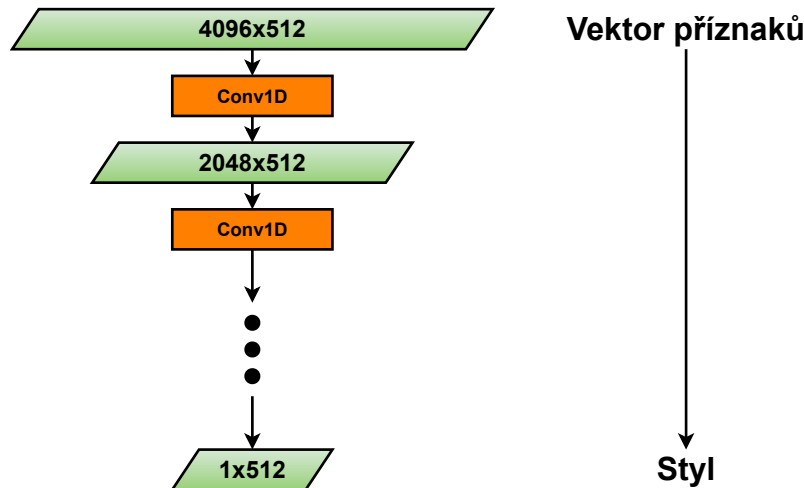 4096x512
Vektor příznaků
Conv1D
2048x512
Conv1D
1x512
Styl